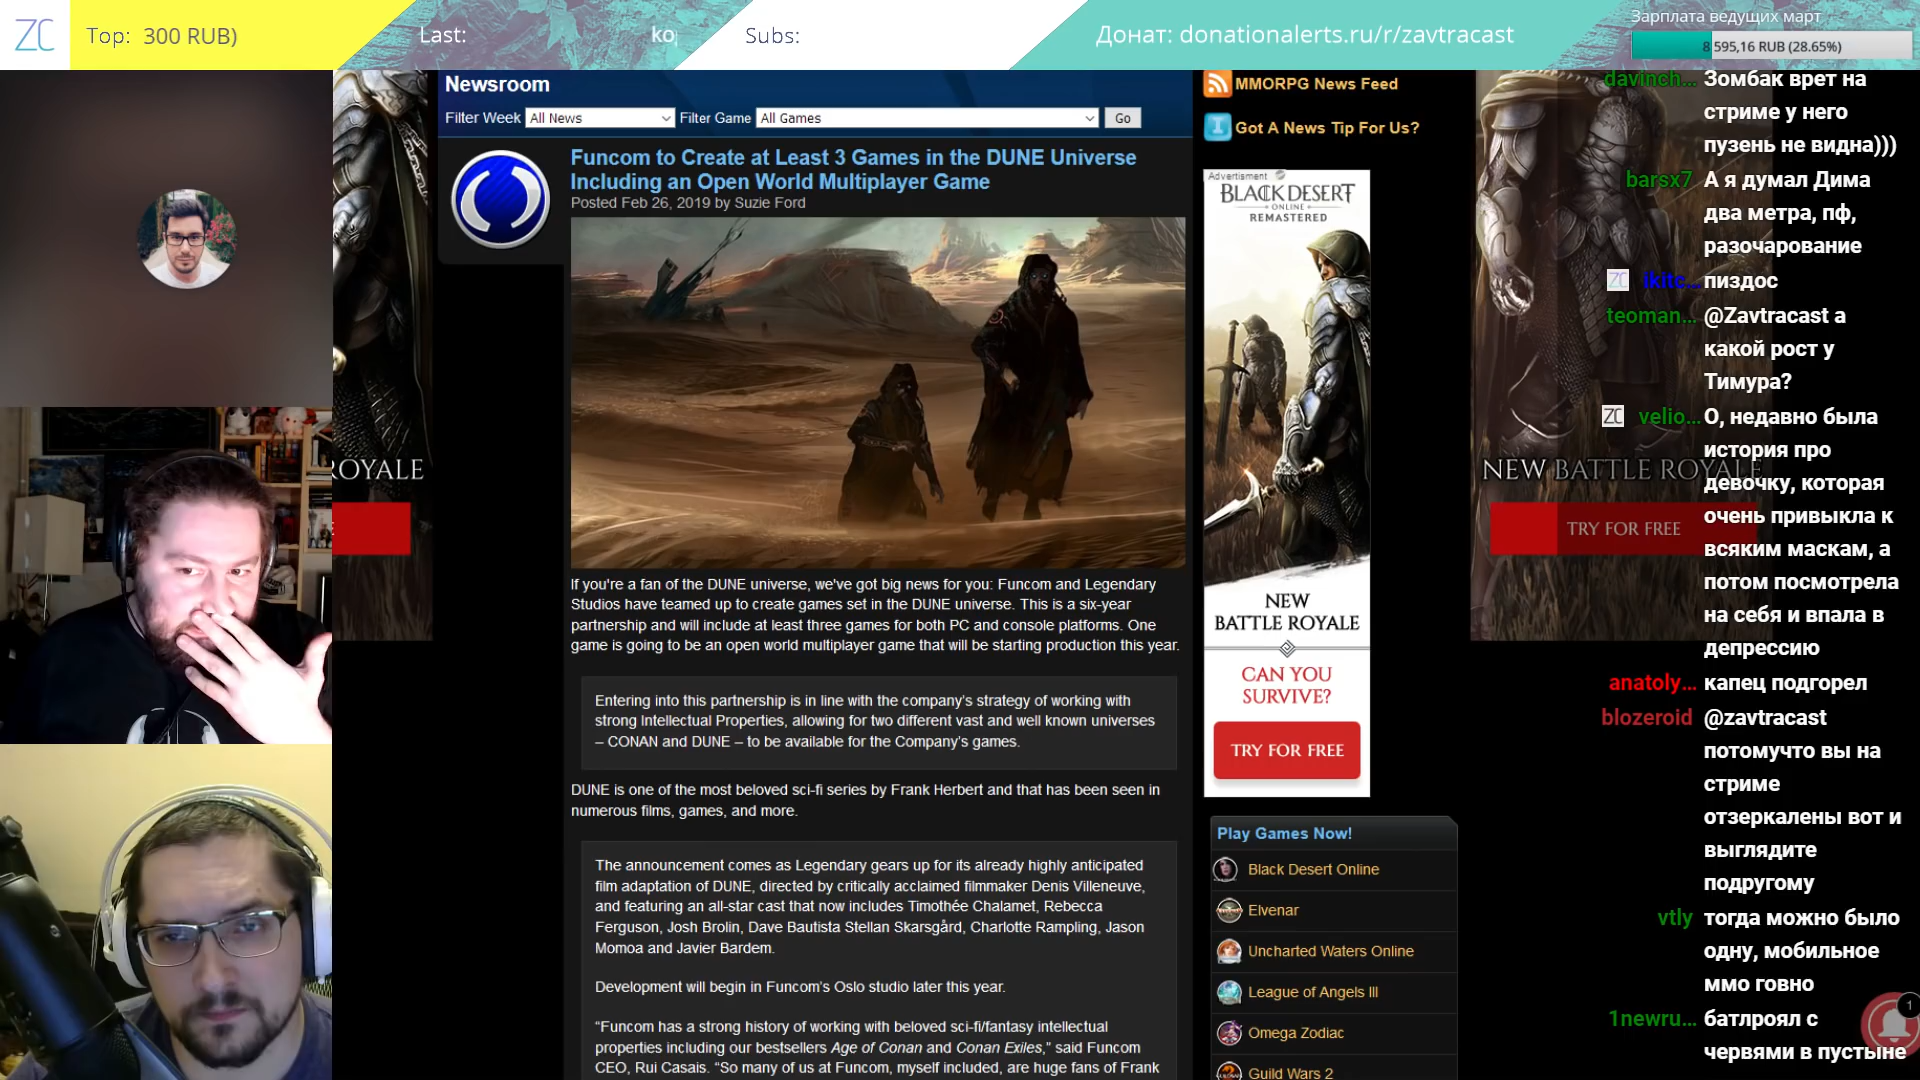 ZC
Top: 300 RUB)
Last:
Subs:
Донат: donationalerts.ru/r/zavtracast
Зарплата ведущих март
8 595,16 RUB (28.65%)
Newsroom
Filter Week All News Filter Game All Games Go
Funcom to Create at Least 3 Games in the DUNE Universe
Including an Open World Multiplayer Game
Posted Feb 26, 2019 by Suzie Ford
If you're a fan of the DUNE universe, we've got big news for you: Funcom and Legendary
Studios have teamed up to create games set in the DUNE universe. This is a six-year
partnership and will include at least three games for both PC and console platforms. One
game is going to be an open world multiplayer game that will be starting production this year.
Entering into this partnership is in line with the company's strategy of working with
strong Intellectual Properties, allowing for two different vast and well known universes
– CONAN and DUNE – to be available for the Company's games.
DUNE is one of the most beloved sci-fi series by Frank Herbert and that has been seen in
numerous films, games, and more.
The announcement comes as Legendary gears up for its already highly anticipated
film adaptation of DUNE, directed by critically acclaimed filmmaker Denis Villeneuve,
and featuring an all-star cast that now includes Timothée Chalamet, Rebecca
Ferguson, Josh Brolin, Dave Bautista Stellan Skarsgård, Charlotte Rampling, Jason
Momoa and Javier Bardem.
Development will begin in Funcom's Oslo studio later this year.
“Funcom has a strong history of working with beloved sci-fi/fantasy intellectual
properties including our bestsellers Age of Conan and Conan Exiles,” said Funcom
CEO, Rui Casais. “So many of us at Funcom, myself included, are huge fans of Frank
ROYALE
MMORPG News Feed
Got A News Tip For Us?
Advertisment
BLACK DESERT
ONLINE
REMASTERED
NEW
BATTLE ROYALE
CAN YOU
SURVIVE?
TRY FOR FREE
Play Games Now!
Black Desert Online
Elvenar
Uncharted Waters Online
League of Angels III
Omega Zodiac
Guild Wars 2
NEW BATTLE ROYALE
TRY FOR FREE
davinch... Зомбак врет на
стриме у него
пузень не видна)))
barsx7 А я думал Дима
два метра, пф,
разочарование
ZC ikitc... пиздос
teoman... @Zavtracast а
какой рост у
Тимура?
ZC velio... О, недавно была
история про
девочку, которая
очень привыкла к
всяким маскам, а
потом посмотрела
на себя и впала в
депрессию
anatoly... капец подгорел
blozeroid @zavtracast
потомучто вы на
стриме
отзеркалены вот и
выглядите
подругому
vtly тогда можно было
одну, мобильное
ммо говно
1newru... батлроял с
червями в пустыне
1